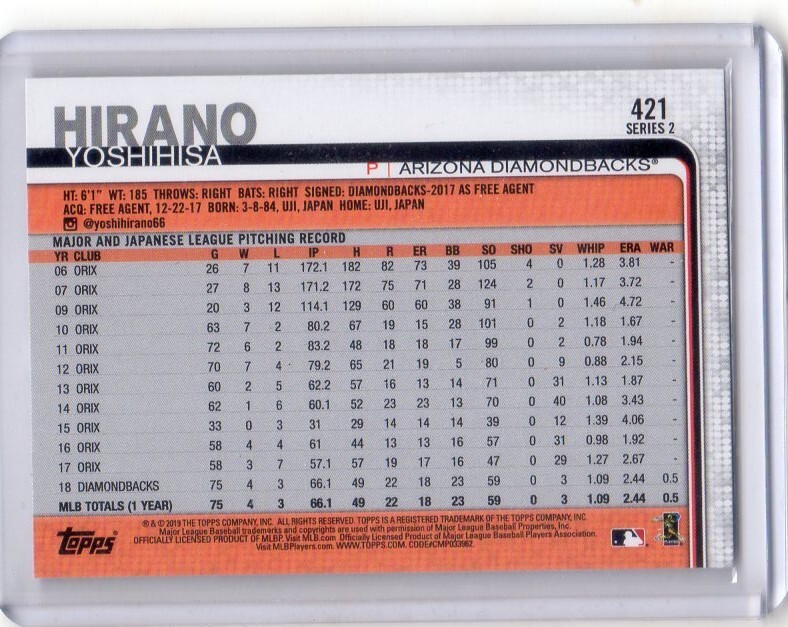 HIRANO
YOSHIHISA
421
SERIES 2
P | ARIZONA DIAMONDBACKS®
HT: 6'1" WT: 185 THROWS: RIGHT BATS: RIGHT SIGNED: DIAMONDBACKS-2017 AS FREE AGENT
ACQ: FREE AGENT, 12-22-17 BORN: 3-8-84, UJI, JAPAN HOME: UJI, JAPAN
@yoshihirano66
MAJOR AND JAPANESE LEAGUE PITCHING RECORD
YR CLUB G W L IP H R ER BB SO SHO SV WHIP ERA WAR
06 ORIX 26 7 11 172.1 182 82 73 39 105 4 0 1.28 3.81 -
07 ORIX 27 8 13 171.2 172 75 71 28 124 2 0 1.17 3.72 -
09 ORIX 20 3 12 114.1 129 60 60 38 91 1 0 1.46 4.72 -
10 ORIX 63 7 2 80.2 67 19 15 28 101 0 2 1.18 1.67 -
11 ORIX 72 6 2 83.2 48 18 18 17 99 0 2 0.78 1.94 -
12 ORIX 70 7 4 79.2 65 21 19 5 80 0 9 0.88 2.15 -
13 ORIX 60 2 5 62.2 57 16 13 14 71 0 31 1.13 1.87 -
14 ORIX 62 1 6 60.1 52 23 23 13 70 0 40 1.08 3.43 -
15 ORIX 33 0 3 31 29 14 14 14 39 0 12 1.39 4.06 -
16 ORIX 58 4 4 61 44 13 13 16 57 0 31 0.98 1.92 -
17 ORIX 58 3 7 57.1 57 19 17 16 47 0 29 1.27 2.67 -
18 DIAMONDBACKS 75 4 3 66.1 49 22 18 23 59 0 3 1.09 2.44 0.5
MLB TOTALS (1 YEAR) 75 4 3 66.1 49 22 18 23 59 0 3 1.09 2.44 0.5
Topps
® & © 2019 THE TOPPS COMPANY, INC. ALL RIGHTS RESERVED. TOPPS IS A REGISTERED TRADEMARK OF THE TOPPS COMPANY, INC.
Major League Baseball trademarks and copyrights are used with permission of Major League Baseball Properties, Inc.
OFFICIALLY LICENSED PRODUCT OF MLBP. Visit MLB.com Officially Licensed Product of Major League Baseball Players Association.
Visit MLBPlayers.com. WWW.TOPPS.COM. CODE#CMP033962